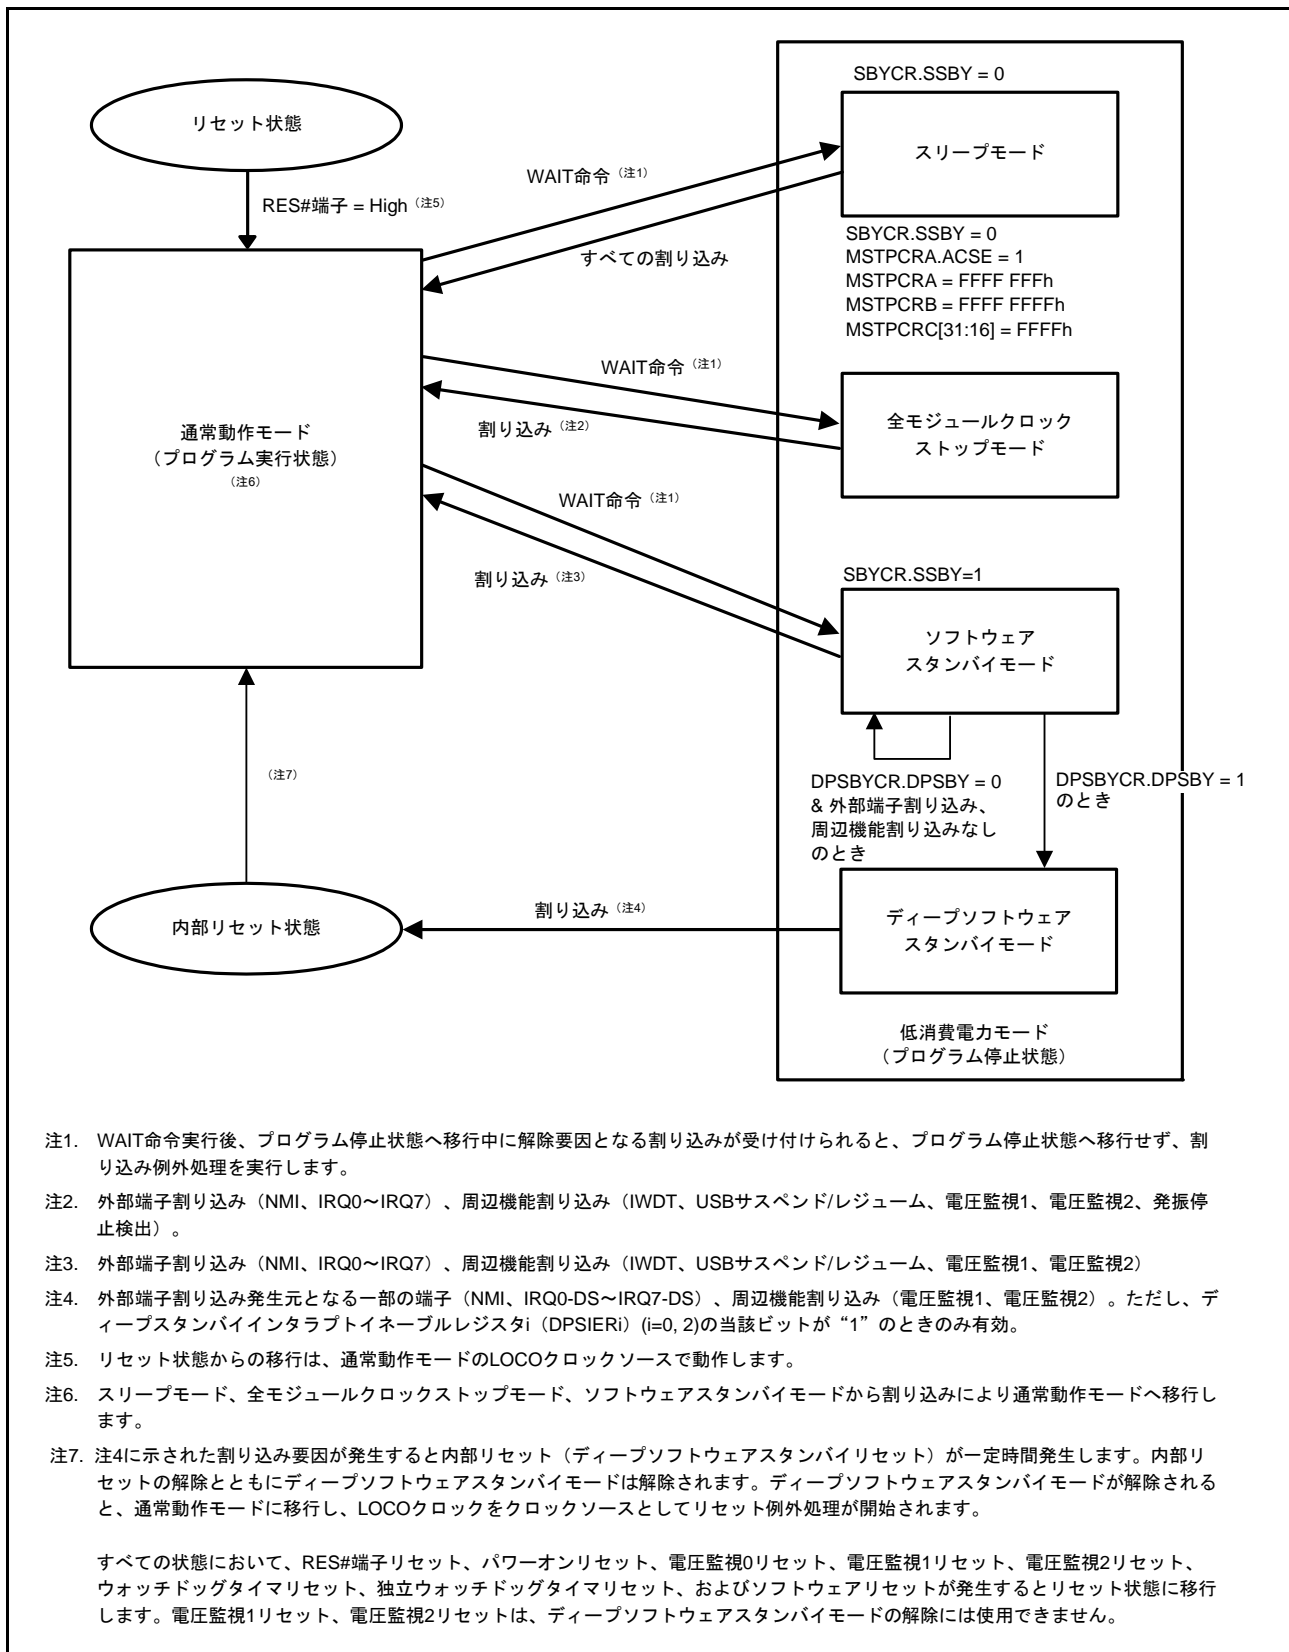 SBYCR.SSBY = 0
リセット状態
スリープモード
WAIT命令（注1）
RES#端子 = High（注5）
すべての割り込み
SBYCR.SSBY = 0
MSTPCRA.ACSE = 1
MSTPCRA = FFFF FFFh
MSTPCRB = FFFF FFFFh
MSTPCRC[31:16] = FFFFh
WAIT命令（注1）
全モジュールクロック
ストップモード
割り込み（注2）
通常動作モード
（プログラム実行状態）
（注6）
WAIT命令（注1）
割り込み（注3）
SBYCR.SSBY=1
ソフトウェア
スタンバイモード
（注7）
DPSBYCR.DPSBY = 0
& 外部端子割り込み、
周辺機能割り込みなし
のとき
DPSBYCR.DPSBY = 1
のとき
内部リセット状態
割り込み（注4）
ディープソフトウェア
スタンバイモード
低消費電力モード
（プログラム停止状態）
注1. WAIT命令実行後、プログラム停止状態へ移行中に解除要因となる割り込みが受け付けられると、プログラム停止状態へ移行せず、割
り込み例外処理を実行します。
注2. 外部端子割り込み（NMI、IRQ0～IRQ7）、周辺機能割り込み（IWDT、USBサスペンド/レジューム、電圧監視1、電圧監視2、発振停
止検出）。
注3. 外部端子割り込み（NMI、IRQ0～IRQ7）、周辺機能割り込み（IWDT、USBサスペンド/レジューム、電圧監視1、電圧監視2）
注4. 外部端子割り込み発生元となる一部の端子（NMI、IRQ0-DS～IRQ7-DS）、周辺機能割り込み（電圧監視1、電圧監視2）。ただし、デ
ィープスタンバイインタラプトイネーブルレジスタi（DPSIERi）(i=0, 2)の当該ビットが“1”のときのみ有効。
注5. リセット状態からの移行は、通常動作モードのLOCOクロックソースで動作します。
注6. スリープモード、全モジュールクロックストップモード、ソフトウェアスタンバイモードから割り込みにより通常動作モードへ移行し
ます。
注7. 注4に示された割り込み要因が発生すると内部リセット（ディープソフトウェアスタンバイリセット）が一定時間発生します。内部リ
セットの解除とともにディープソフトウェアスタンバイモードは解除されます。ディープソフトウェアスタンバイモードが解除される
と、通常動作モードに移行し、LOCOクロックをクロックソースとしてリセット例外処理が開始されます。
すべての状態において、RES#端子リセット、パワーオンリセット、電圧監視0リセット、電圧監視1リセット、電圧監視2リセット、
ウォッチドッグタイマリセット、独立ウォッチドッグタイマリセット、およびソフトウェアリセットが発生するとリセット状態に移行
します。電圧監視1リセット、電圧監視2リセットは、ディープソフトウェアスタンバイモードの解除には使用できません。